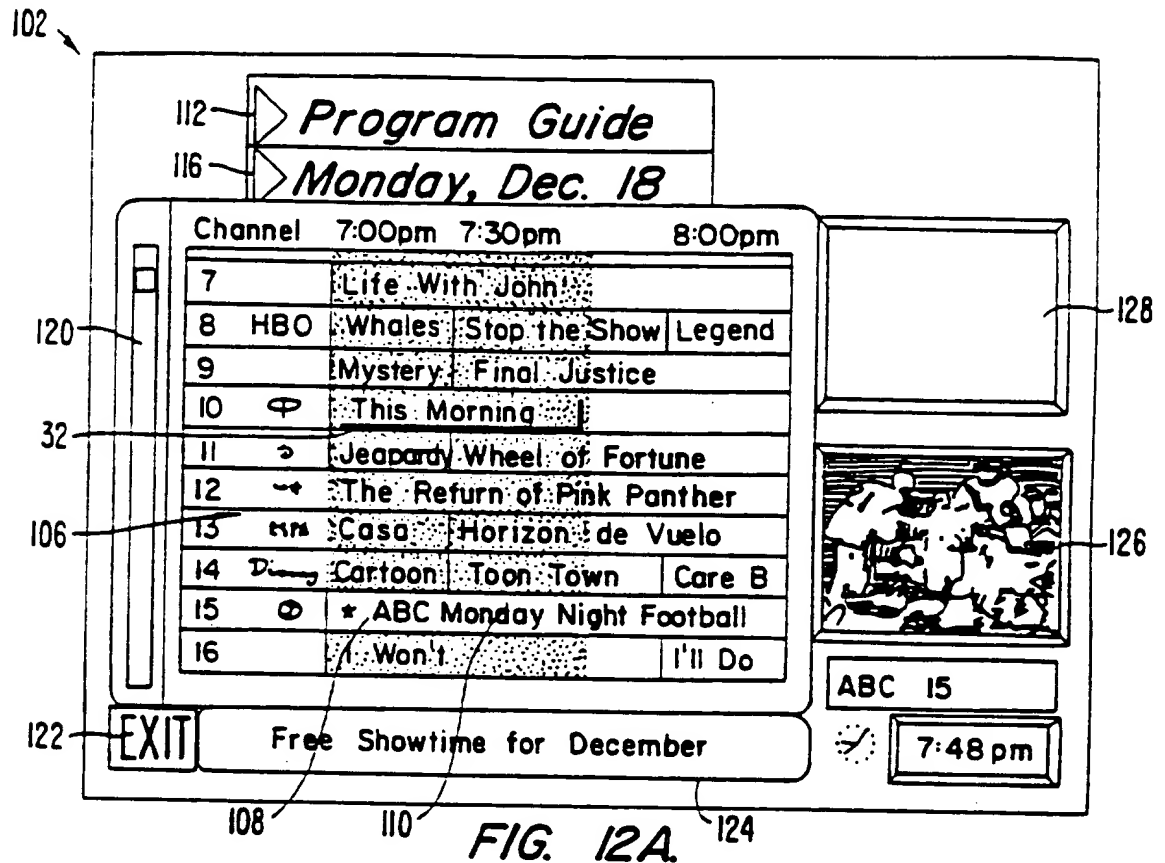 102
112 Program Guide
116 Monday, Dec. 18
Channel 7:00pm 7:30pm 8:00pm
7 Life With John
8 HBO Whales Stop the Show Legend
9 Mystery Final Justice
10 This Morning
11 Jeapardy Wheel of Fortune
12 The Return of Pink Panther
13 Casa Horizon de Vuelo
14 Cartoon Toon Town Care B
15 * ABC Monday Night Football
16 I Won't I'll Do
120
32
106
128
126
ABC 15
122 EXIT Free Showtime for December
7:48 pm
108 110 124
FIG. 12A.